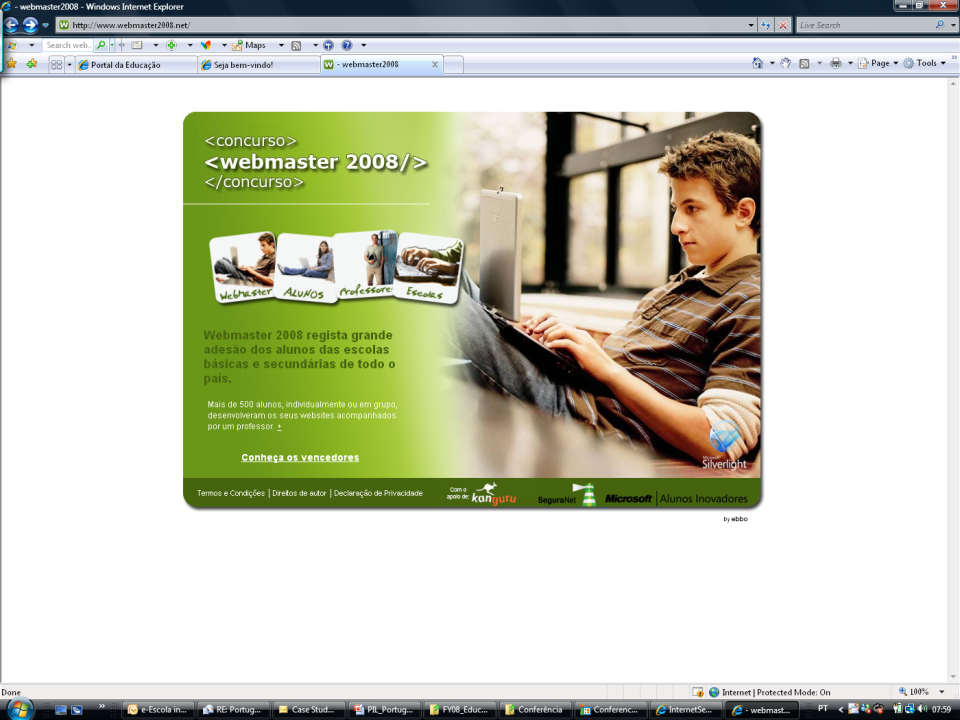 - webmaster2008 - Windows Internet Explorer
http://www.webmaster2008.net/
Live Search
Search web...
Maps
Portal da Educação
Seja bem-vindo!
- webmaster2008
Page
Tools
<concurso>
<webmaster 2008/>
</concurso>
Webmaster
ALUNOS
Professores
Escolas
Webmaster 2008 regista grande
adesão dos alunos das escolas
básicas e secundárias de todo o
país.
Mais de 500 alunos, individualmente ou em grupo,
desenvolveram os seus websites acompanhados
por um professor. +
Conheça os vencedores
Microsoft
Silverlight
Termos e Condições | Direitos de autor | Declaração de Privacidade
Com o
apoio de:
kanguru
SeguraNet
Microsoft | Alunos Inovadores
by ebbo
Done
Internet | Protected Mode: On
100%
e-Escola in...
RE: Portug...
Case Stud...
PIL_Portug...
FY08_Educ...
Conferência
Conferenc...
InternetSe...
- webmast...
PT
07:59